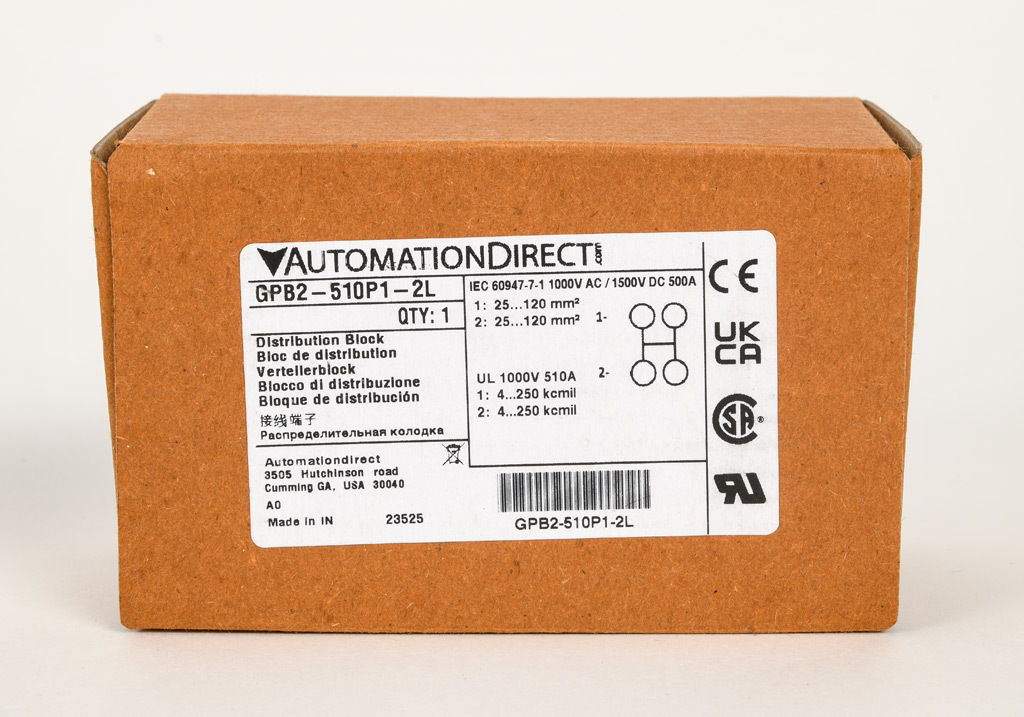 AUTOMATIONDIRECT.com
GPB2-510P1-2L
QTY: 1
Distribution Block
Bloc de distribution
Vertellerblock
Blocco di distribuzione
Bloque de distribución
接线端子
Распределительная колодка
Automationdirect
3505 Hutchinson road
Cumming GA, USA 30040
A0
Made in IN 23525
IEC 60947-7-1 1000V AC / 1500V DC 500A
1: 25...120 mm²
2: 25...120 mm²
1-
2-
UL 1000V 510A
1: 4...250 kcmil
2: 4...250 kcmil
GPB2-510P1-2L
CE
UK
CA
SA®
RU